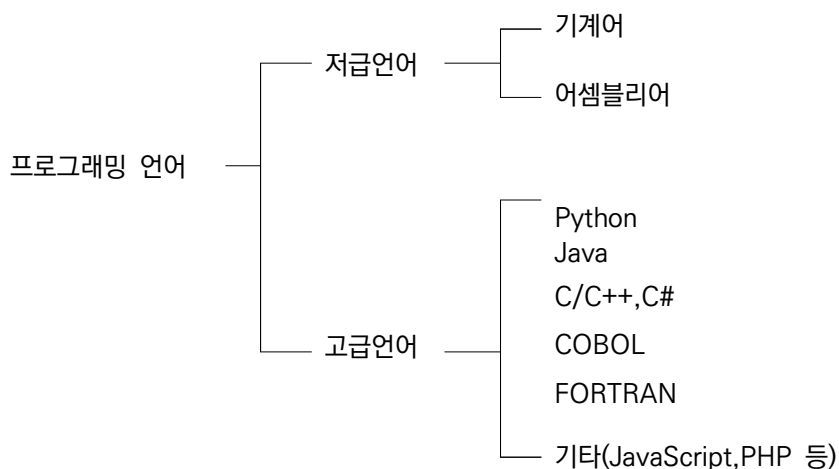 기계어
저급언어
어셈블리어
프로그래밍 언어
Python
Java
C/C++,C#
고급언어
COBOL
FORTRAN
기타(JavaScript,PHP 등)